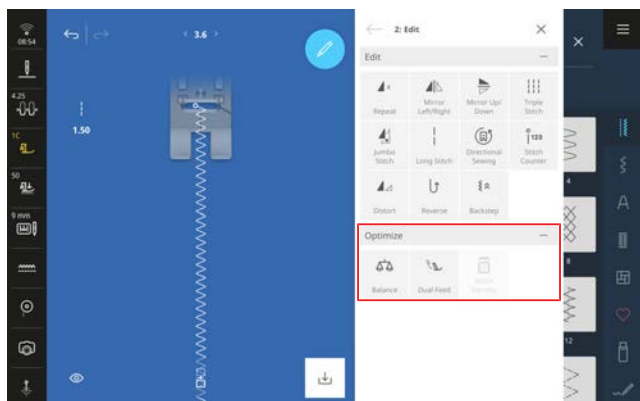 08:54
3.6
2: Edit
Edit
4.25
1.50
Repeat
Mirror
Left/Right
Mirror Up/
Down
Triple
Stitch
1C
123
Jumbo
Stitch
Long Stitch
Directional
Sewing
Stitch
Counter
50
4
9 mm
Distort
Reverse
Backstep
Optimize
8
Balance
Dual Feed
12
A